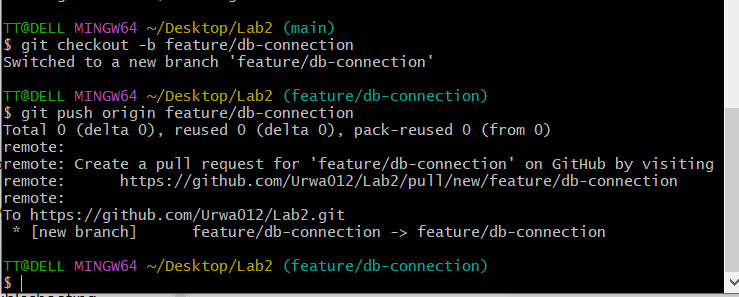 TT@DELL MINGW64 ~/Desktop/Lab2 (main)
$ git checkout -b feature/db-connection
Switched to a new branch 'feature/db-connection'
TT@DELL MINGW64 ~/Desktop/Lab2 (feature/db-connection)
$ git push origin feature/db-connection
Total 0 (delta 0), reused 0 (delta 0), pack-reused 0 (from 0)
remote:
remote: Create a pull request for 'feature/db-connection' on GitHub by visiting
remote:      https://github.com/Urwa012/Lab2/pull/new/feature/db-connection
remote:
To https://github.com/Urwa012/Lab2.git
 * [new branch]      feature/db-connection -> feature/db-connection
TT@DELL MINGW64 ~/Desktop/Lab2 (feature/db-connection)
$